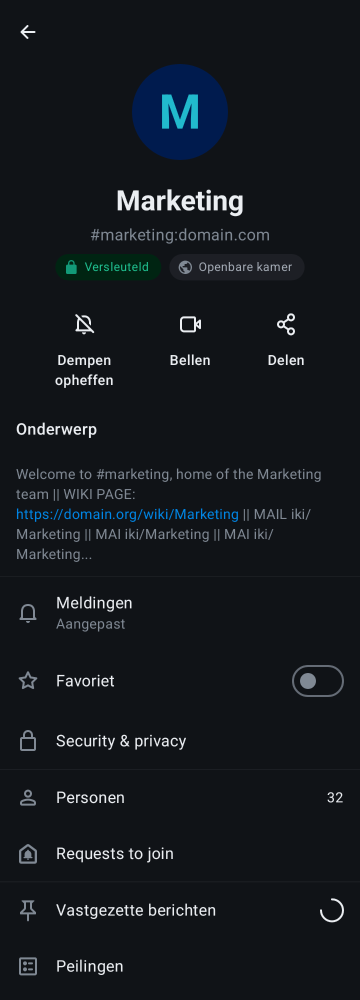 M
Marketing
#marketing:domain.com
Versleuteld
Openbare kamer
Dempen
opheffen
Bellen
Delen
Onderwerp
Welcome to #marketing, home of the Marketing
team || WIKI PAGE:
https://domain.org/wiki/Marketing || MAIL iki/
Marketing || MAI iki/Marketing || MAI iki/
Marketing...
Meldingen
Aangepast
Favoriet
Security & privacy
Personen
32
Requests to join
Vastgezette berichten
Peilingen